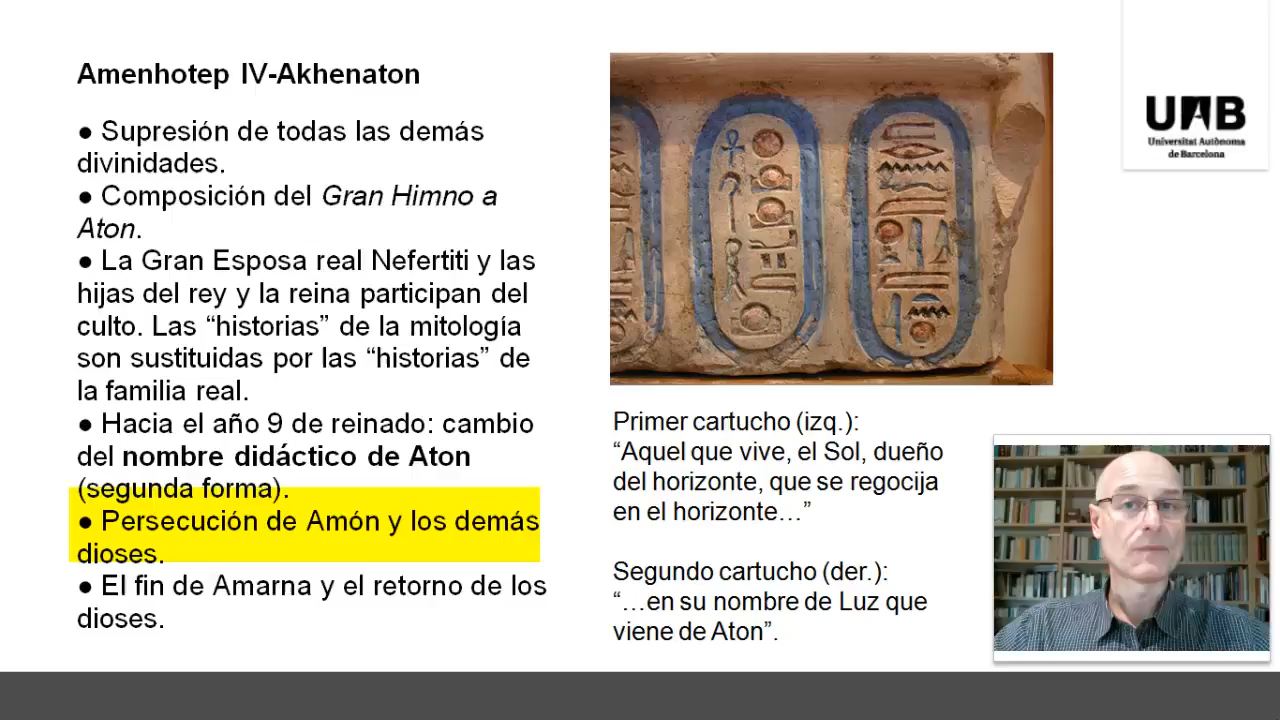 Amenhotep IV-Akhenaton
● Supresión de todas las demás
divinidades.
● Composición del Gran Himno a
Aton.
● La Gran Esposa real Nefertiti y las
hijas del rey y la reina participan del
culto. Las “historias” de la mitología
son sustituidas por las “historias” de
la familia real.
● Hacia el año 9 de reinado: cambio
del nombre didáctico de Aton
(segunda forma).
● Persecución de Amón y los demás
dioses.
● El fin de Amarna y el retorno de los
dioses.
Primer cartucho (izq.):
“Aquel que vive, el Sol, dueño
del horizonte, que se regocija
en el horizonte…”
Segundo cartucho (der.):
“…en su nombre de Luz que
viene de Aton”.
UAB
Universitat Autònoma
de Barcelona